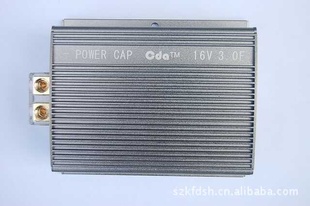 - POWER CAP Cda™ 16V 3.0F
szkfdsh.cn.alibaba.com